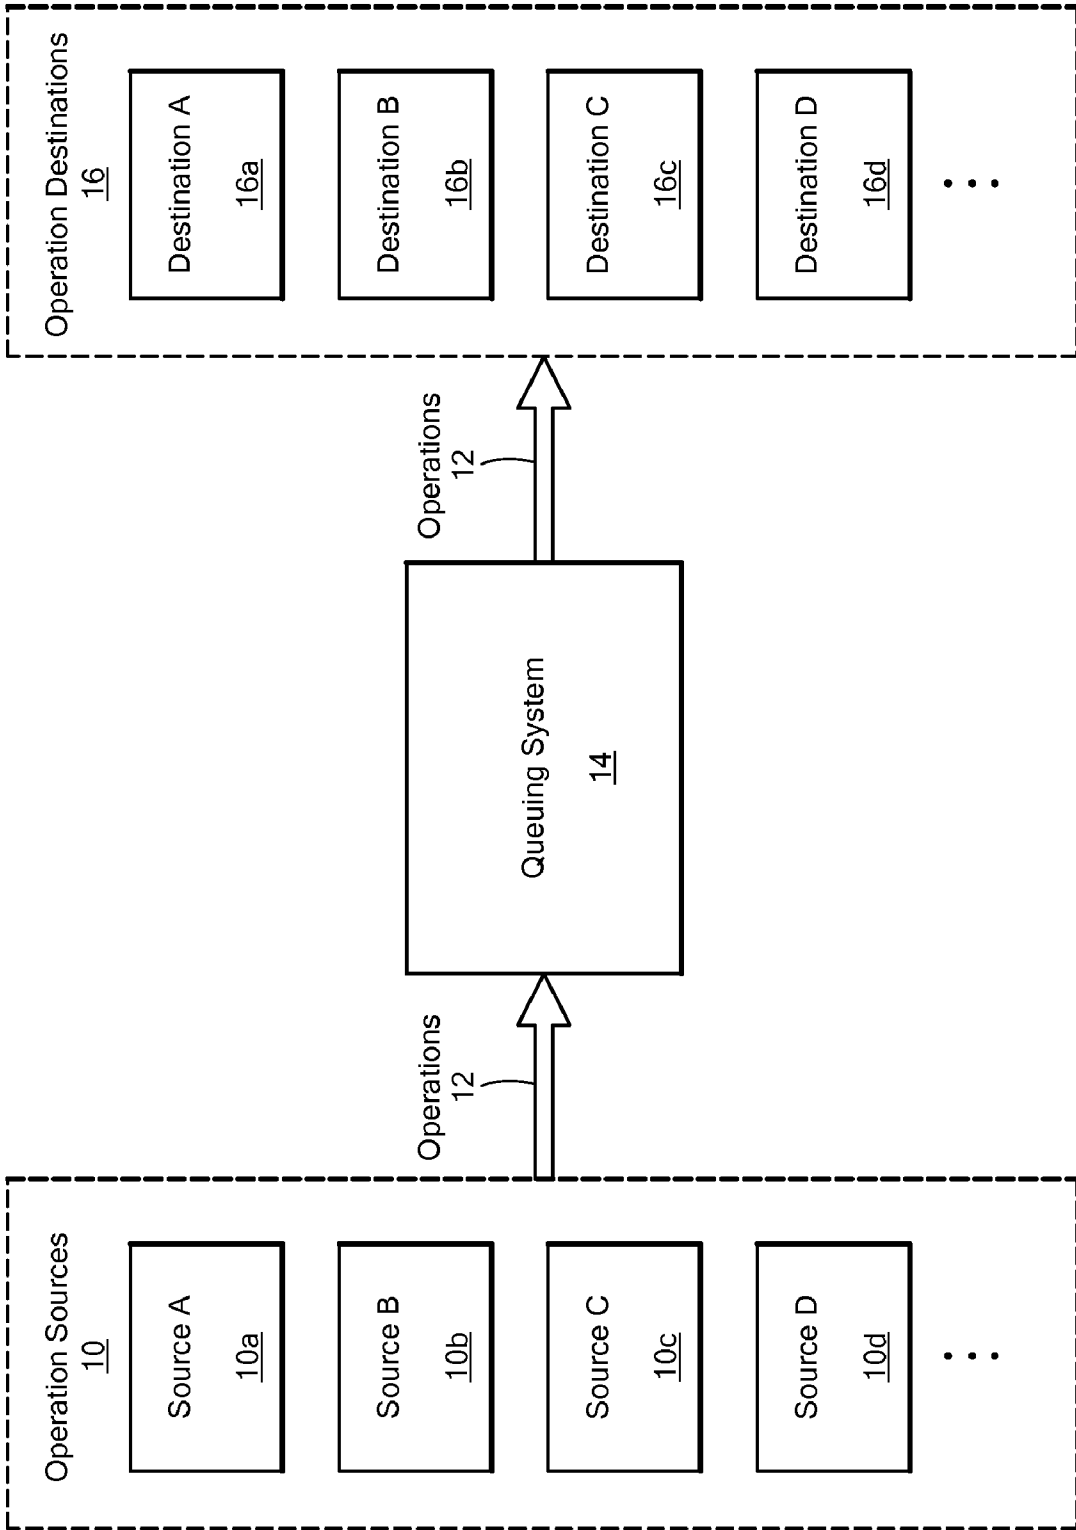 Operation Sources
10
Source A
10a
Source B
10b
Source C
10c
Source D
10d
Operations
12
Queuing System
14
Operations
12
Operation Destinations
16
Destination A
16a
Destination B
16b
Destination C
16c
Destination D
16d